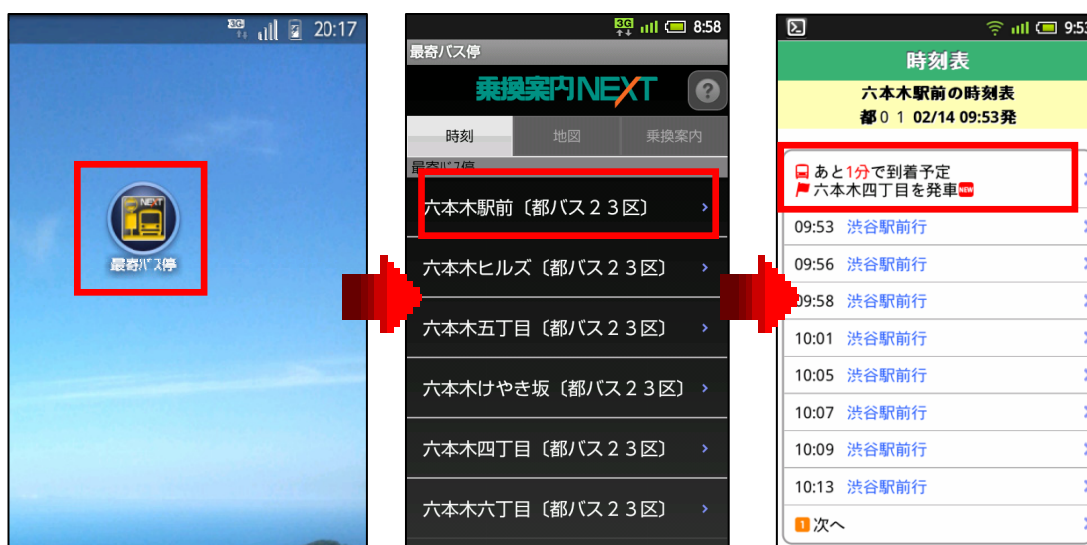 3G 20:17
NEXT
最寄バス停
3G 8:58
最寄バス停
乗換案内NEXT
?
時刻 地図 乗換案内
最寄バス停
六本木駅前〔都バス２３区〕
六本木ヒルズ〔都バス２３区〕
六本木五丁目〔都バス２３区〕
六本木けやき坂〔都バス２３区〕
六本木四丁目〔都バス２３区〕
六本木六丁目〔都バス２３区〕
9:53
時刻表
六本木駅前の時刻表
都０１ 02/14 09:53発
あと1分で到着予定
六本木四丁目を発車NEW
09:53 渋谷駅前行
09:56 渋谷駅前行
09:58 渋谷駅前行
10:01 渋谷駅前行
10:05 渋谷駅前行
10:07 渋谷駅前行
10:09 渋谷駅前行
10:13 渋谷駅前行
1 次へ